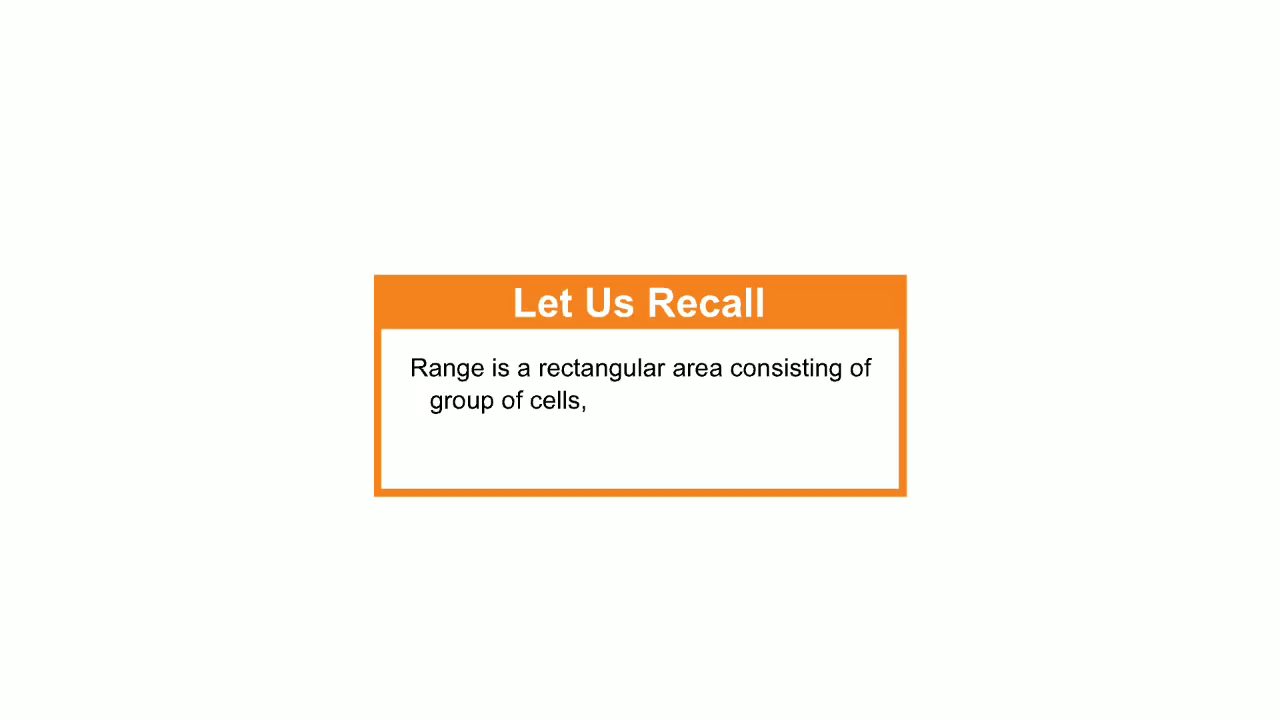 Let Us Recall
Range is a rectangular area consisting of
group of cells,